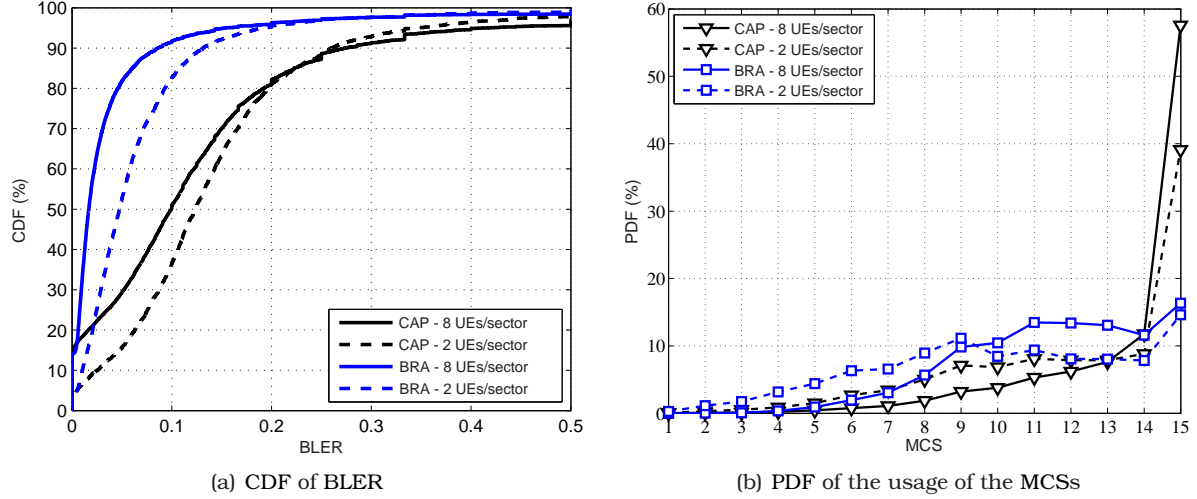 100
90
80
70
60
50
40
30
20
10
0
CDF (%)
0 0.1 0.2 0.3 0.4 0.5
BLER
CAP - 8 UEs/sector
CAP - 2 UEs/sector
BRA - 8 UEs/sector
BRA - 2 UEs/sector
(a) CDF of BLER
60
50
40
30
20
10
0
PDF (%)
1 2 3 4 5 6 7 8 9 10 11 12 13 14 15
MCS
CAP - 8 UEs/sector
CAP - 2 UEs/sector
BRA - 8 UEs/sector
BRA - 2 UEs/sector
(b) PDF of the usage of the MCSs